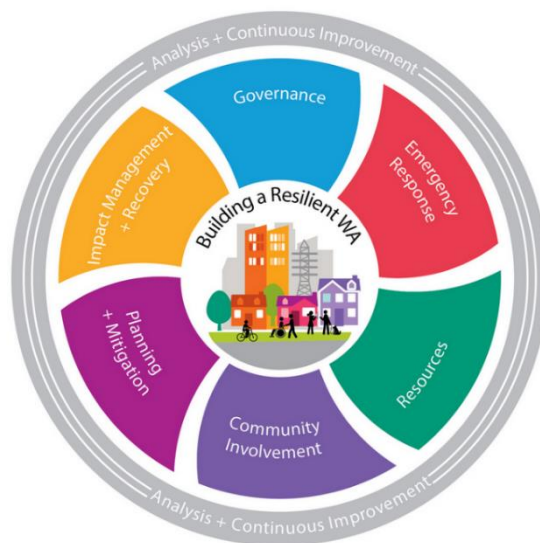 Analysis + Continuous Improvement
Governance
Emergency
Response
Resources
Community
Involvement
Planning
+ Mitigation
Impact Management
+ Recovery
Building a Resilient WA
Analysis + Continuous Improvement